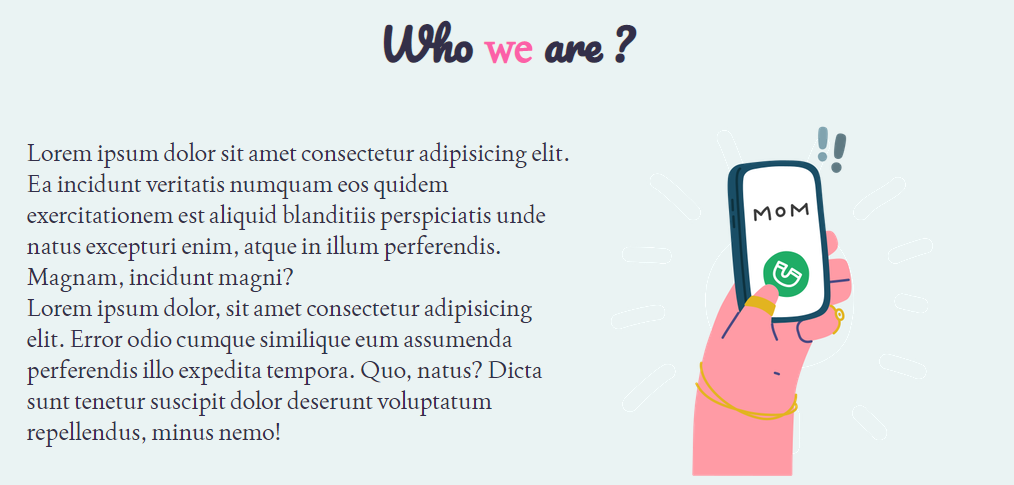 Who we are ?
Lorem ipsum dolor sit amet consectetur adipisicing elit.
Ea incidunt veritatis numquam eos quidem
exercitationem est aliquid blanditiis perspiciatis unde
natus excepturi enim, atque in illum perferendis.
Magnam, incidunt magni?
Lorem ipsum dolor, sit amet consectetur adipisicing
elit. Error odio cumque similique eum assumenda
perferendis illo expedita tempora. Quo, natus? Dicta
sunt tenetur suscipit dolor deserunt voluptatum
repellendus, minus nemo!
!!
MOM